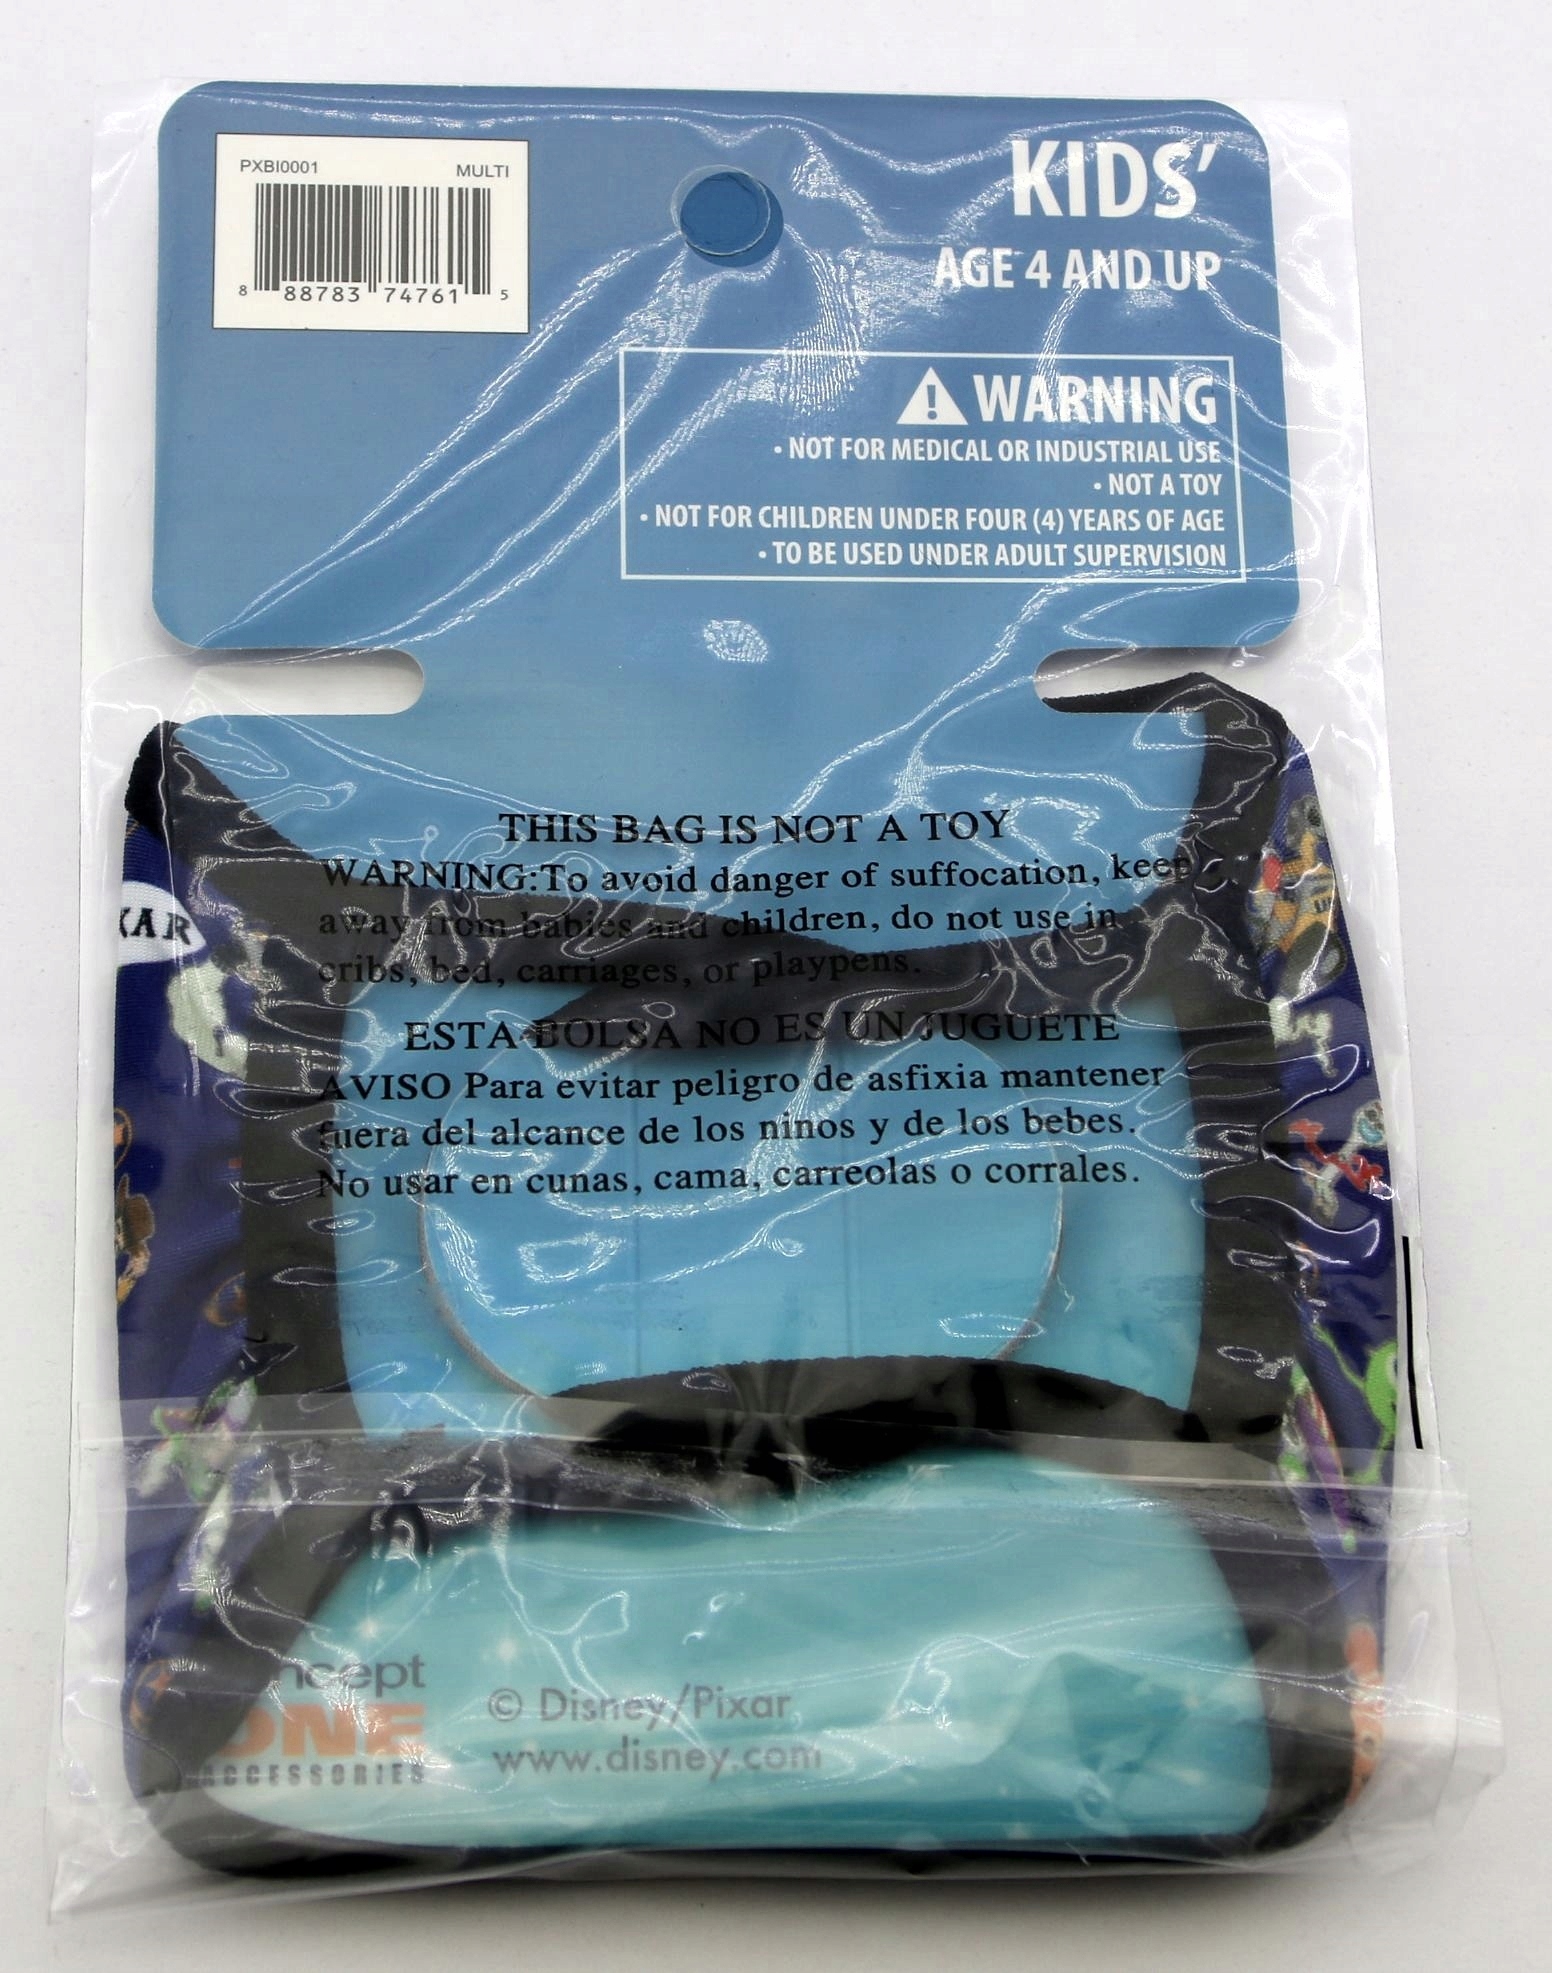 PXBI0001 MULTI
8 88783 74761 5
KIDS'
AGE 4 AND UP
WARNING
• NOT FOR MEDICAL OR INDUSTRIAL USE
• NOT A TOY
• NOT FOR CHILDREN UNDER FOUR (4) YEARS OF AGE
• TO BE USED UNDER ADULT SUPERVISION
THIS BAG IS NOT A TOY
WARNING:To avoid danger of suffocation, keep
away from babies and children, do not use in
cribs, bed, carriages, or playpens.
ESTA BOLSA NO ES UN JUGUETE
AVISO Para evitar peligro de asfixia mantener
fuera del alcance de los ninos y de los bebes.
No usar en cunas, cama, carreolas o corrales.
XAR
ncept
ONE
ACCESSORIES
© Disney/Pixar
www.disney.com